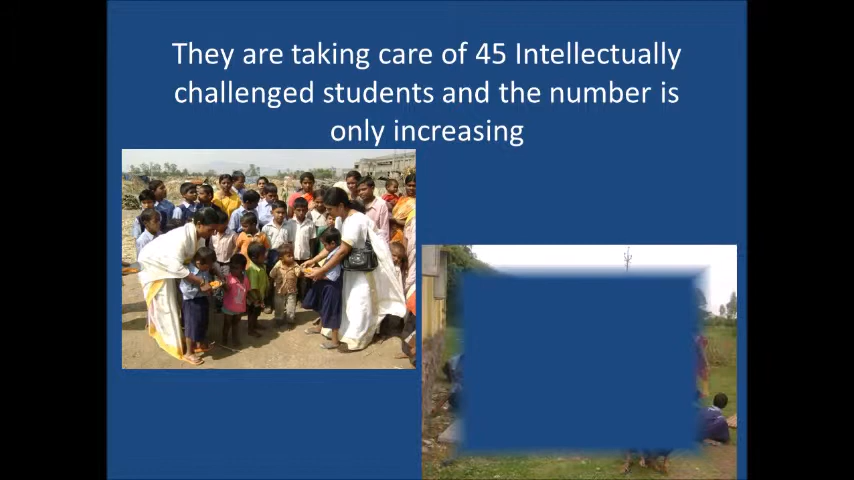 They are taking care of 45 Intellectually
challenged students and the number is
only increasing